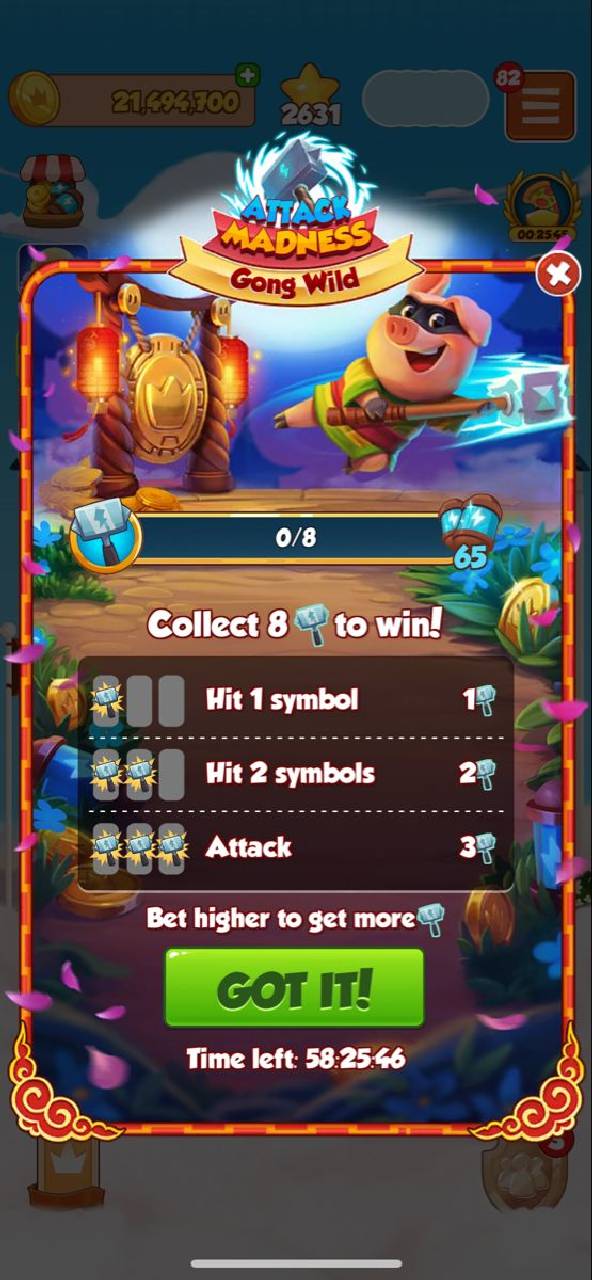 21,494,700
2631
82
ATTACK
MADNESS
Gong Wild
0/8
65
Collect 8 to win!
Hit 1 symbol 1
Hit 2 symbols 2
Attack 3
Bet higher to get more
GOT IT!
Time left: 58:25:46